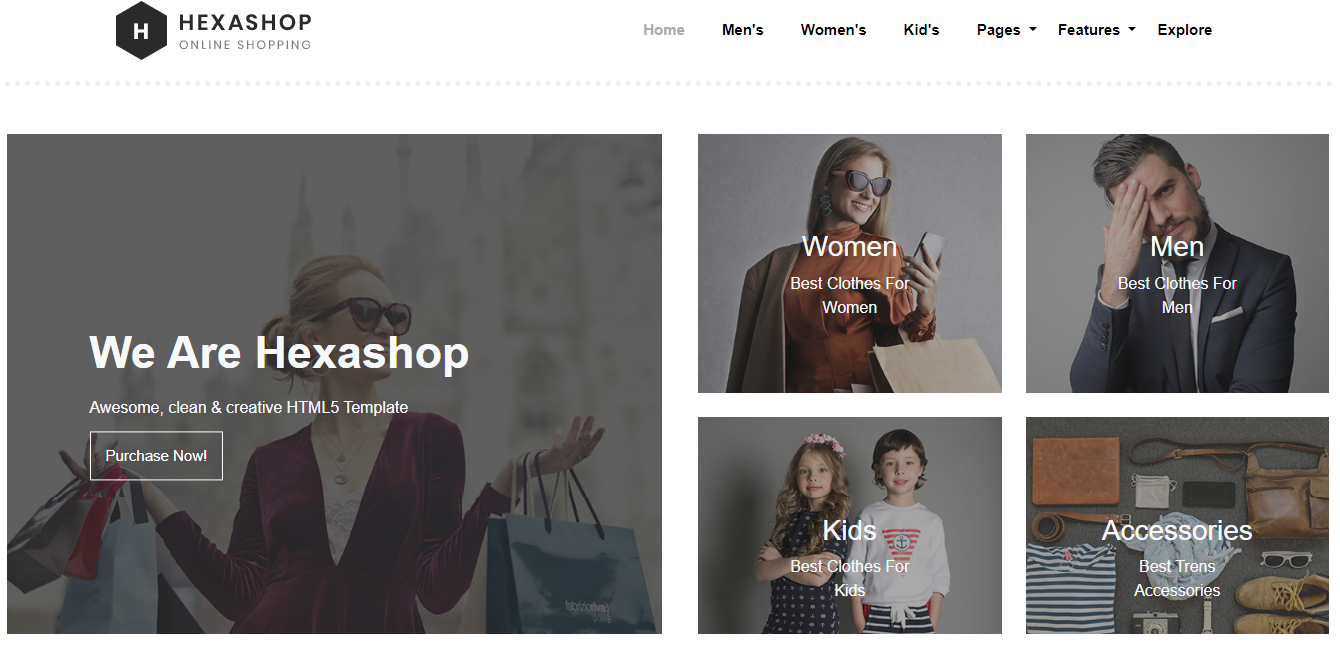 H
HEXASHOP
ONLINE SHOPPING
Home
Men's
Women's
Kid's
Pages
Features
Explore
We Are Hexashop
Awesome, clean & creative HTML5 Template
Purchase Now!
Women
Best Clothes For
Women
Men
Best Clothes For
Men
Kids
Best Clothes For
Kids
Accessories
Best Trens
Accessories